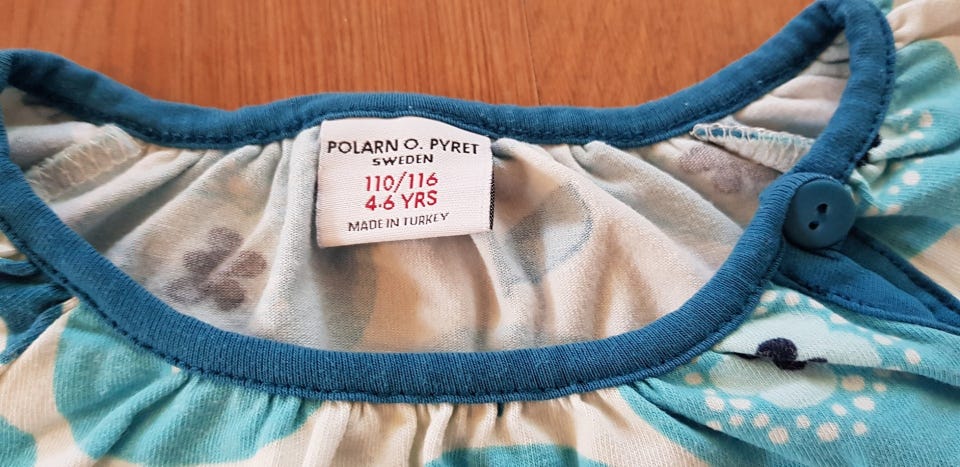 POLARN O. PYRET
SWEDEN
110/116
4-6 YRS
MADE IN TURKEY